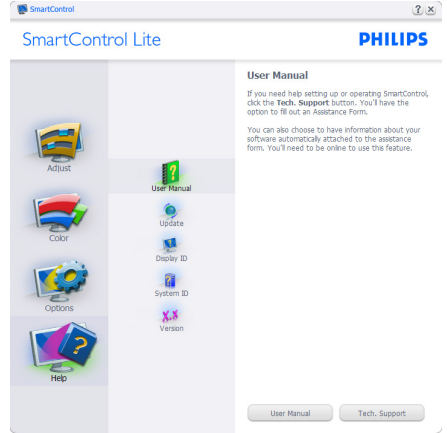 SmartControl
SmartControl Lite
PHILIPS
Adjust
Color
Options
Help
User Manual
Update
Display ID
System ID
X.X
Version
User Manual
If you need help setting up or operating SmartControl,
click the Tech. Support button. You'll have the
option to fill out an Assistance Form.
You can also choose to have information about your
software automatically attached to the assistance
form. You'll need to be online to use this feature.
User Manual
Tech. Support